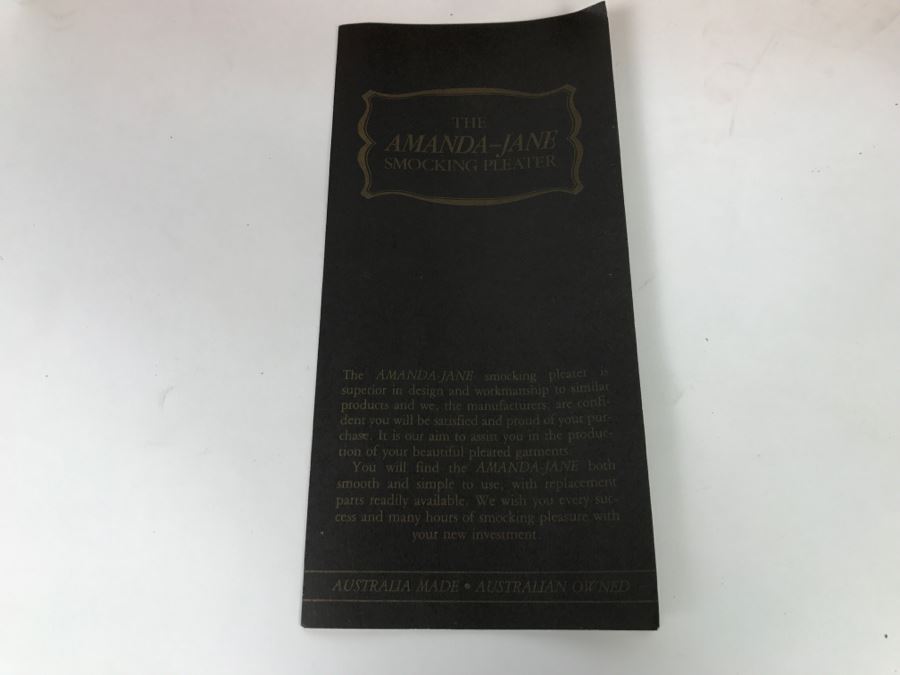 THE
AMANDA-JANE
SMOCKING PLEATER
The AMANDA-JANE smocking pleater is
superior in design and workmanship to similar
products and we, the manufacturers, are confi-
dent you will be satisfied and proud of your pur-
chase. It is our aim to assist you in the produc-
tion of your beautiful pleated garments.
You will find the AMANDA-JANE both
smooth and simple to use, with replacement
parts readily available. We wish you every suc-
cess and many hours of smocking pleasure with
your new investment.
AUSTRALIA MADE • AUSTRALIAN OWNED